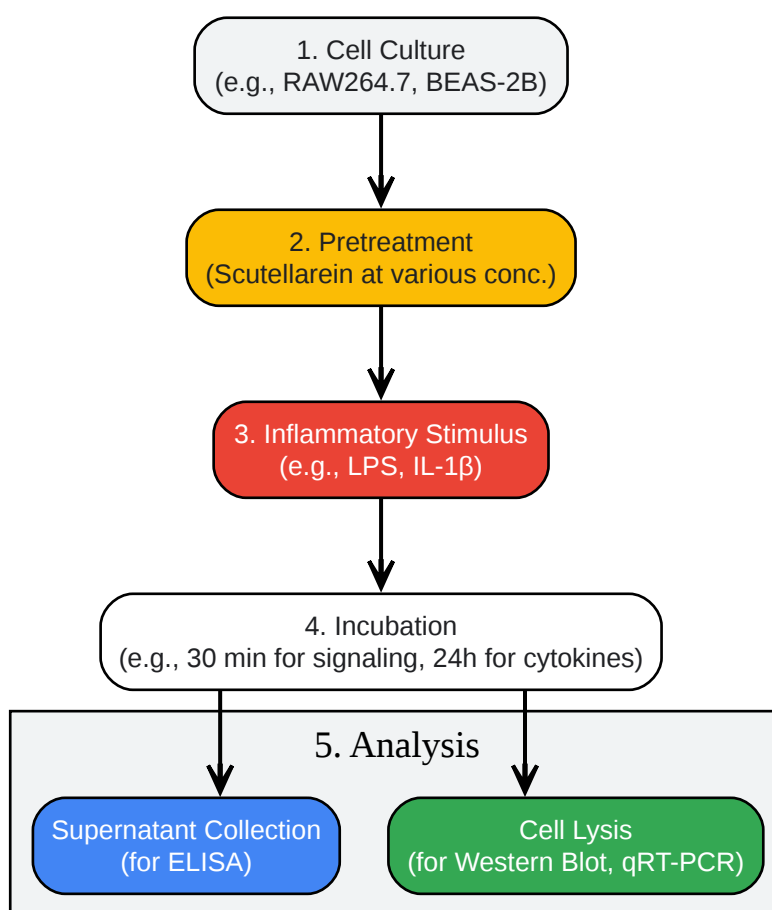 1. Cell Culture
(e.g., RAW264.7, BEAS-2B)
2. Pretreatment
(Scutellarein at various conc.)
3. Inflammatory Stimulus
(e.g., LPS, IL-1β)
4. Incubation
(e.g., 30 min for signaling, 24h for cytokines)
5. Analysis
Supernatant Collection
(for ELISA)
Cell Lysis
(for Western Blot, qRT-PCR)